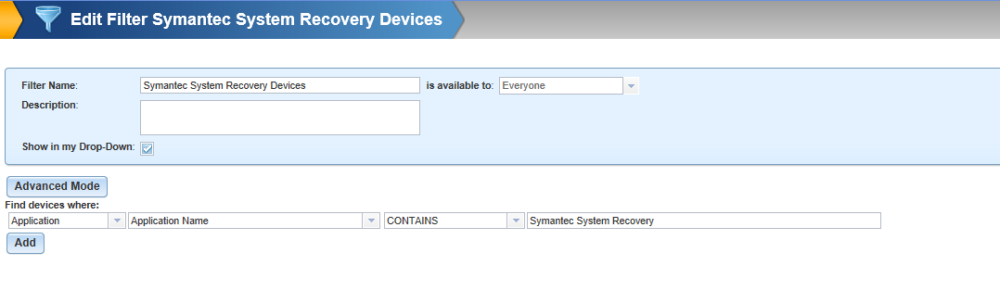 Edit Filter Symantec System Recovery Devices
Filter Name: Symantec System Recovery Devices is available to: Everyone
Description:
Show in my Drop-Down:
Advanced Mode
Find devices where:
Application Application Name CONTAINS Symantec System Recovery
Add